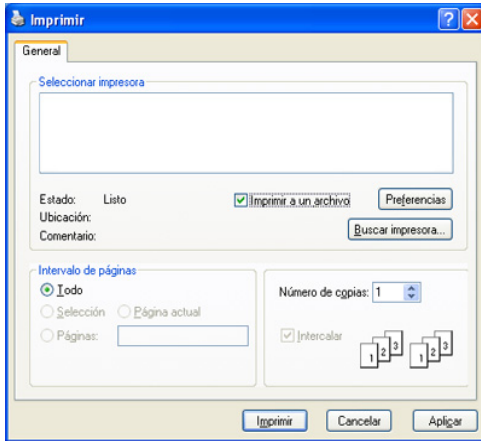 Imprimir
General
Seleccionar impresora
Estado: Listo
Imprimir a un archivo
Preferencias
Ubicación:
Comentario:
Buscar impresora...
Intervalo de páginas
Todo
Selección Página actual
Páginas:
Número de copias: 1
Intercalar
1 2 3 1 2 3
Imprimir Cancelar Aplicar